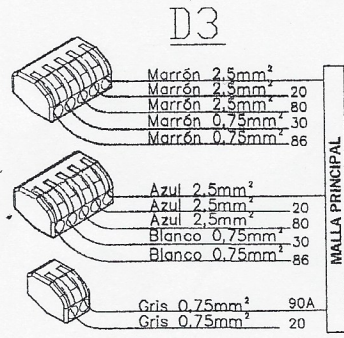 D3
Marrón 2,5mm²
Marrón 2,5mm² 20
Marrón 2,5mm² 80
Marrón 0,75mm² 30
Marrón 0,75mm² 86
Azul 2,5mm²
Azul 2,5mm² 20
Azul 2,5mm² 80
Blanco 0,75mm² 30
Blanco 0,75mm² 86
Gris 0,75mm² 90A
Gris 0,75mm² 20
MALLA PRINCIPAL